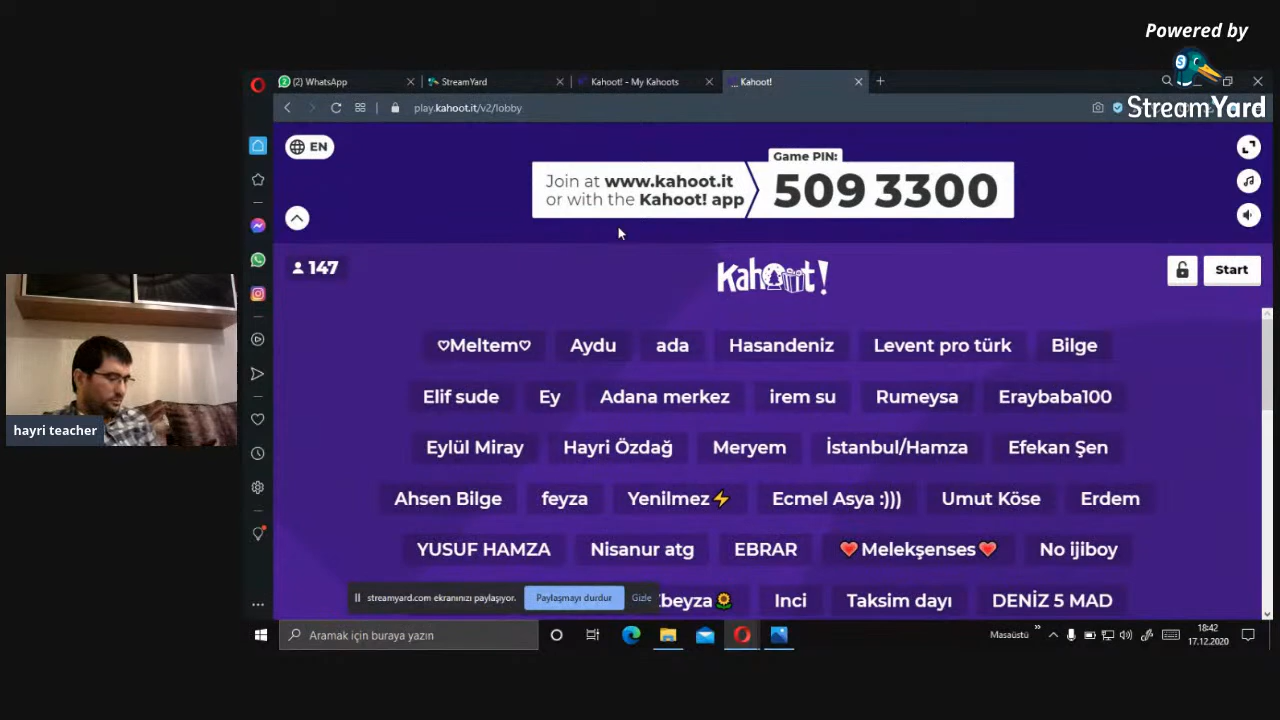 Powered by
StreamYard
(2) WhatsApp
StreamYard
Kahoot! - My Kahoots
Kahoot!
play.kahoot.it/v2/lobby
EN
Join at www.kahoot.it
or with the Kahoot! app
Game PIN:
509 3300
147
Kahoot!
Start
♡Meltem♡ Aydu ada Hasandeniz Levent pro türk Bilge
Elif sude Ey Adana merkez irem su Rumeysa Eraybaba100
Eylül Miray Hayri Özdağ Meryem İstanbul/Hamza Efekan Şen
Ahsen Bilge feyza Yenilmez⚡ Ecmel Asya :))) Umut Köse Erdem
YUSUF HAMZA Nisanur atg EBRAR ❤️Melekşenses❤️ No ijiboy
beyza🌻 Inci Taksim dayı DENİZ 5 MAD
streamyard.com ekranınızı paylaşıyor. Paylaşmayı durdur Gizle
hayri teacher
Aramak için buraya yazın
Masaüstü
18:42
17.12.2020